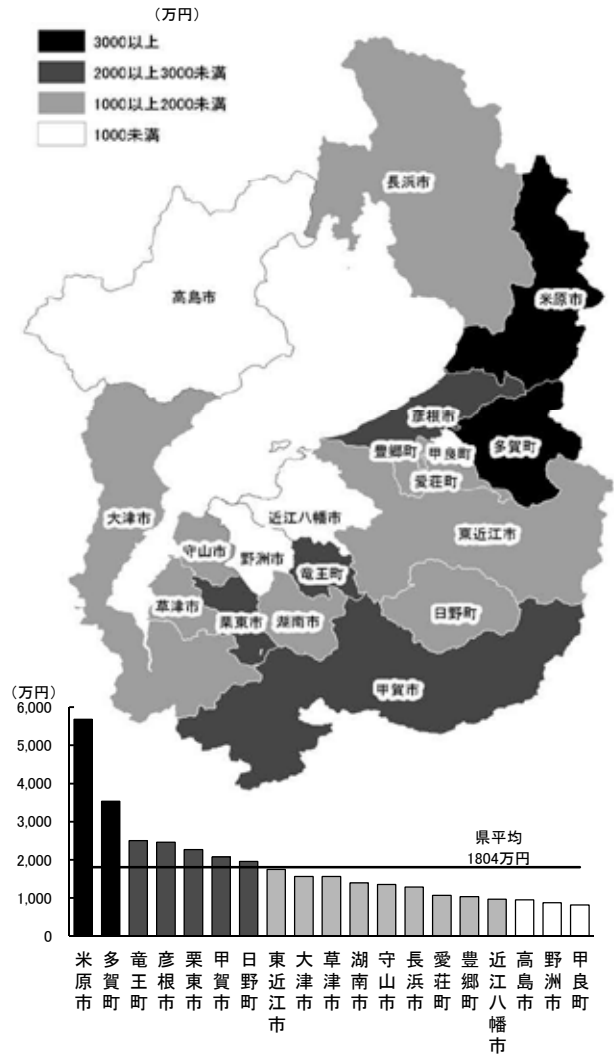 （万円）
3000以上
2000以上3000未満
1000以上2000未満
1000未満
長浜市
米原市
高島市
彦根市
豊郷町
甲良町
多賀町
愛荘町
大津市
近江八幡市
東近江市
守山市
野洲市
竜王町
草津市
栗東市
湖南市
日野町
甲賀市
（万円）
6,000
5,000
4,000
3,000
2,000
1,000
0
県平均
1804万円
米原市
多賀町
竜王町
彦根市
栗東市
甲賀市
日野町
東近江市
大津市
草津市
湖南市
守山市
長浜市
愛荘町
豊郷町
近江八幡市
高島市
野洲市
甲良町